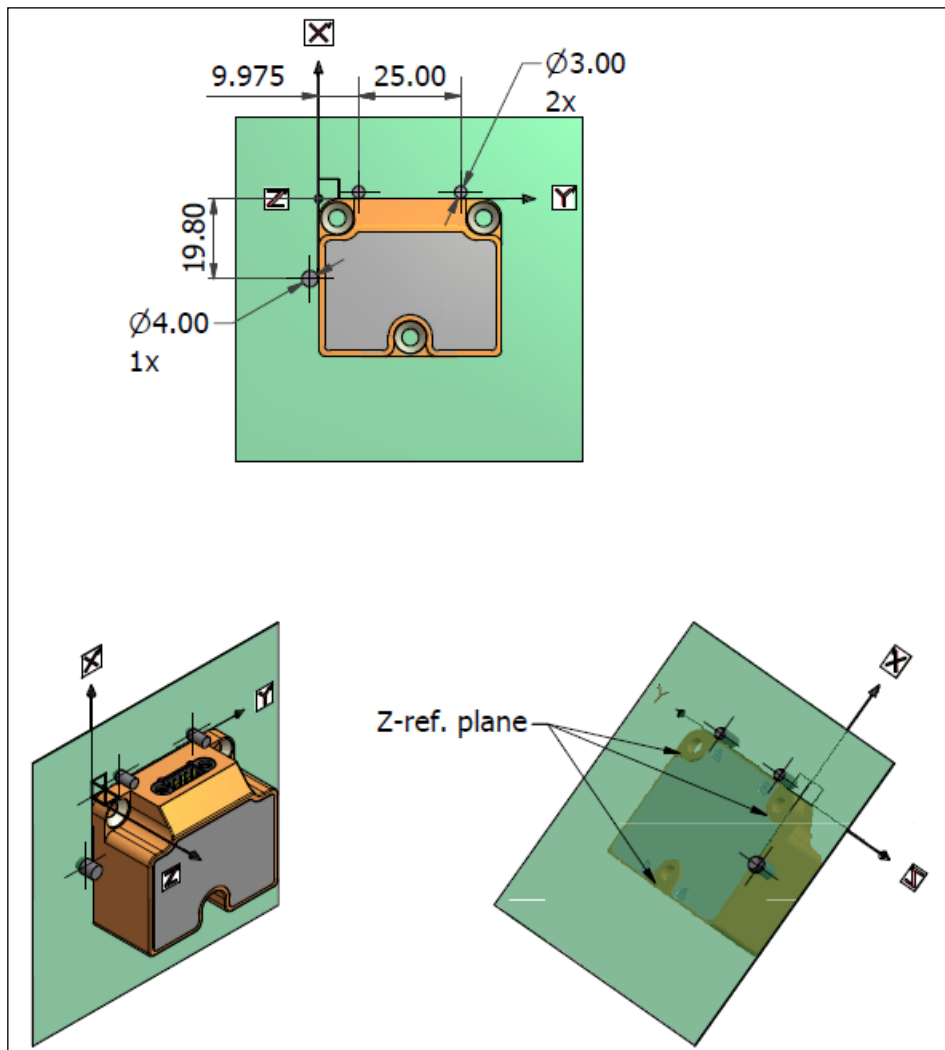 X
9.975
25.00
Ø3.00
2x
Z
Y
19.80
Ø4.00
1x
X
Y
Z
Z-ref. plane
Y
X
Z